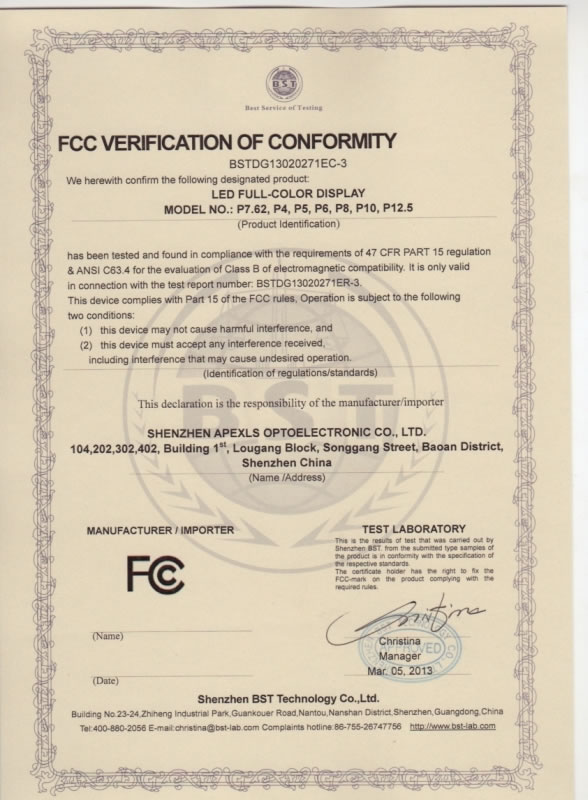 BST
Best Service of Testing
FCC VERIFICATION OF CONFORMITY
BSTDG13020271EC-3
We herewith confirm the following designated product:
LED FULL-COLOR DISPLAY
MODEL NO.: P7.62, P4, P5, P6, P8, P10, P12.5
(Product Identification)
has been tested and found in compliance with the requirements of 47 CFR PART 15 regulation
& ANSI C63.4 for the evaluation of Class B of electromagnetic compatibility. It is only valid
in connection with the test report number: BSTDG13020271ER-3.
This device complies with Part 15 of the FCC rules, Operation is subject to the following
two conditions:
(1) this device may not cause harmful interference, and
(2) this device must accept any interference received,
including interference that may cause undesired operation.
(Identification of regulations/standards)
BST
This declaration is the responsibility of the manufacturer/importer
SHENZHEN APEXLS OPTOELECTRONIC CO., LTD.
104,202,302,402, Building 1st, Lougang Block, Songgang Street, Baoan District,
Shenzhen China
(Name /Address)
MANUFACTURER / IMPORTER
FCC
(Name)
(Date)
TEST LABORATORY
This is the results of test that was carried out by
Shenzhen BST. from the submitted type samples of
the product is in conformity with the specification of
the respective standards.
The certificate holder has the right to fix the
FCC-mark on the product complying with the
required rules.
Christina
APPROVED
Christina
Manager
Mar. 05, 2013
Shenzhen BST Technology Co.,Ltd.
Building No.23-24,Zhiheng Industrial Park,Guankouer Road,Nantou,Nanshan District,Shenzhen,Guangdong,China
Tel:400-880-2056 E-mail:christina@bst-lab.com Complaints hotline:86-755-26747756 http://www.bst-lab.com